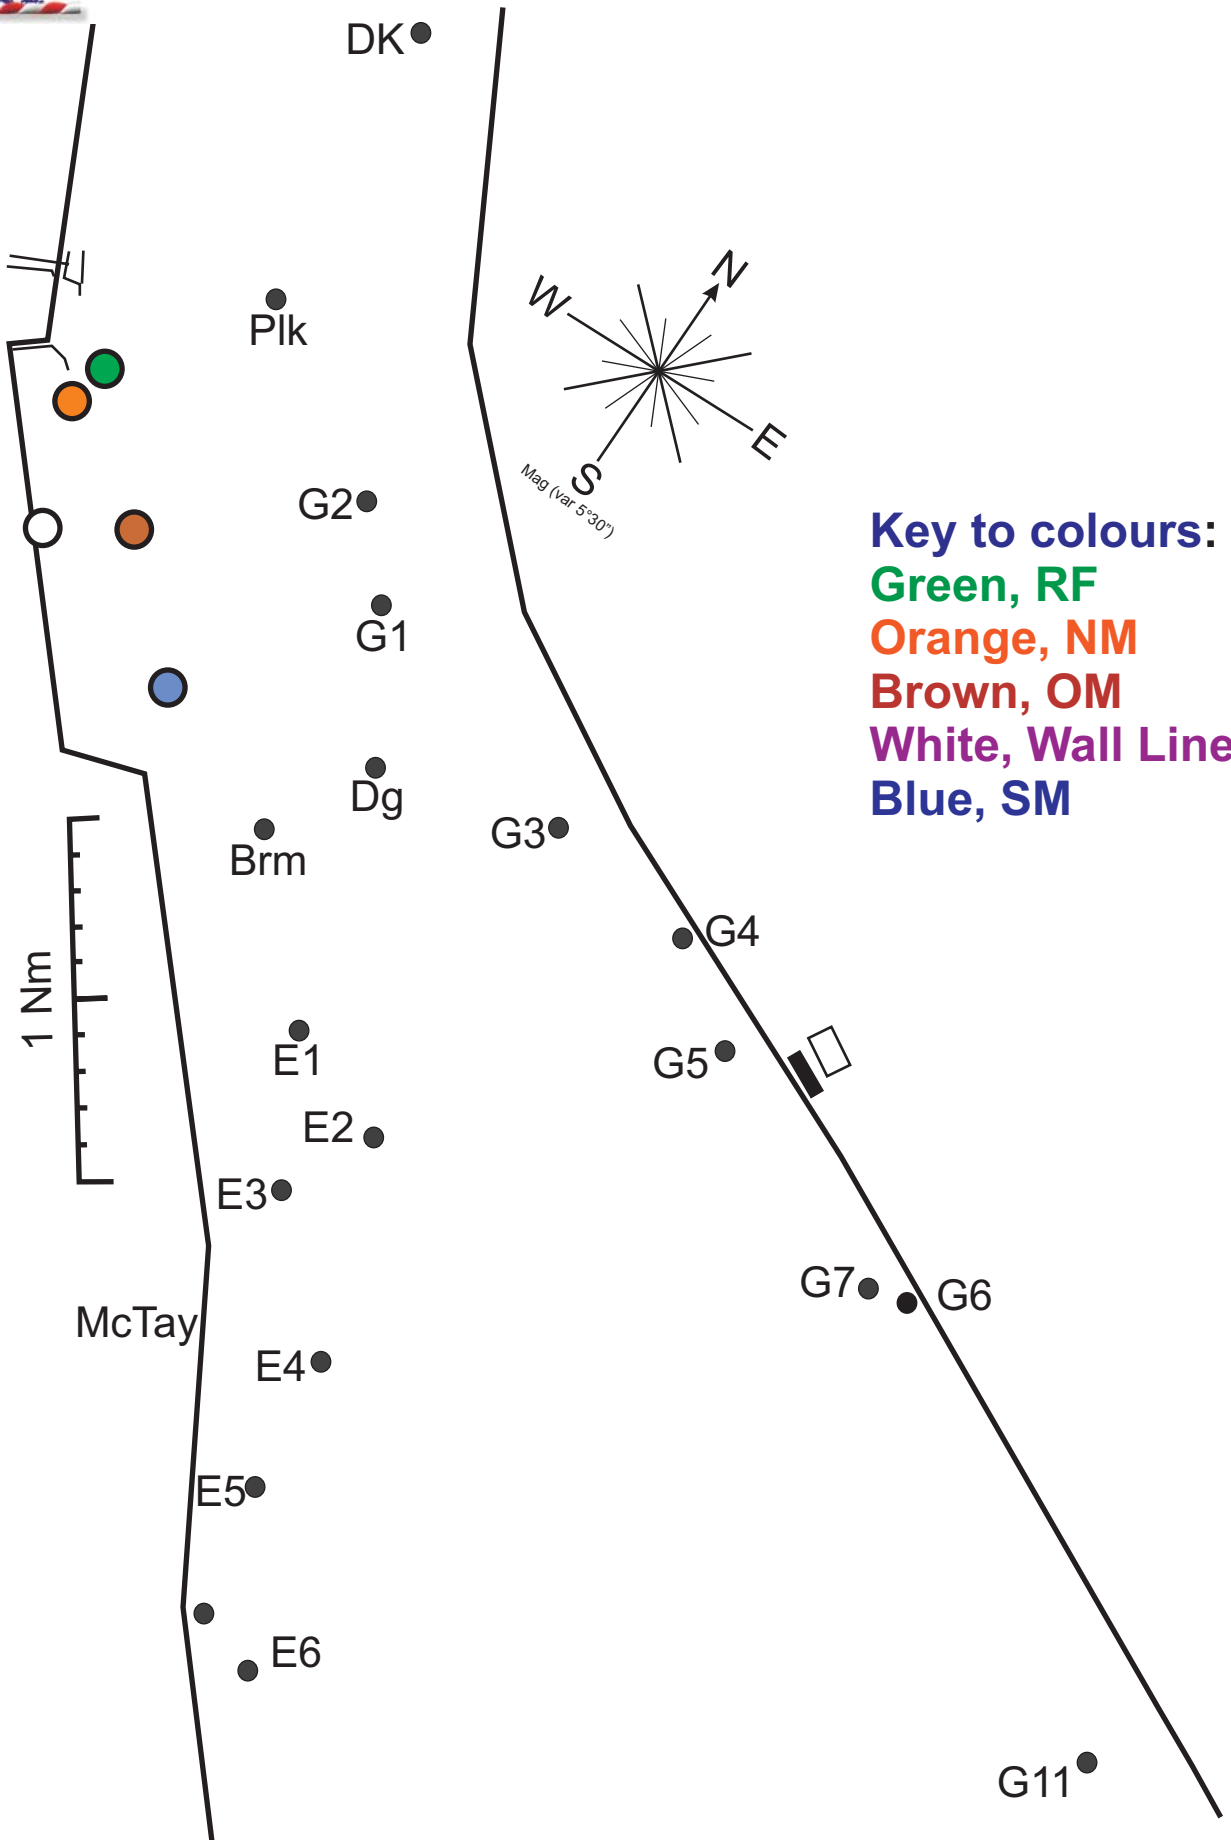 DK
N
W
Plk
E
S
Mag (var 5°30")
G2
Key to colours:
Green, RF
Orange, NM
Brown, OM
White, Wall Line
Blue, SM
G1
Dg
G3
Brm
G4
1 Nm
E1
G5
E2
E3
G7
G6
McTay
E4
E5
E6
G11